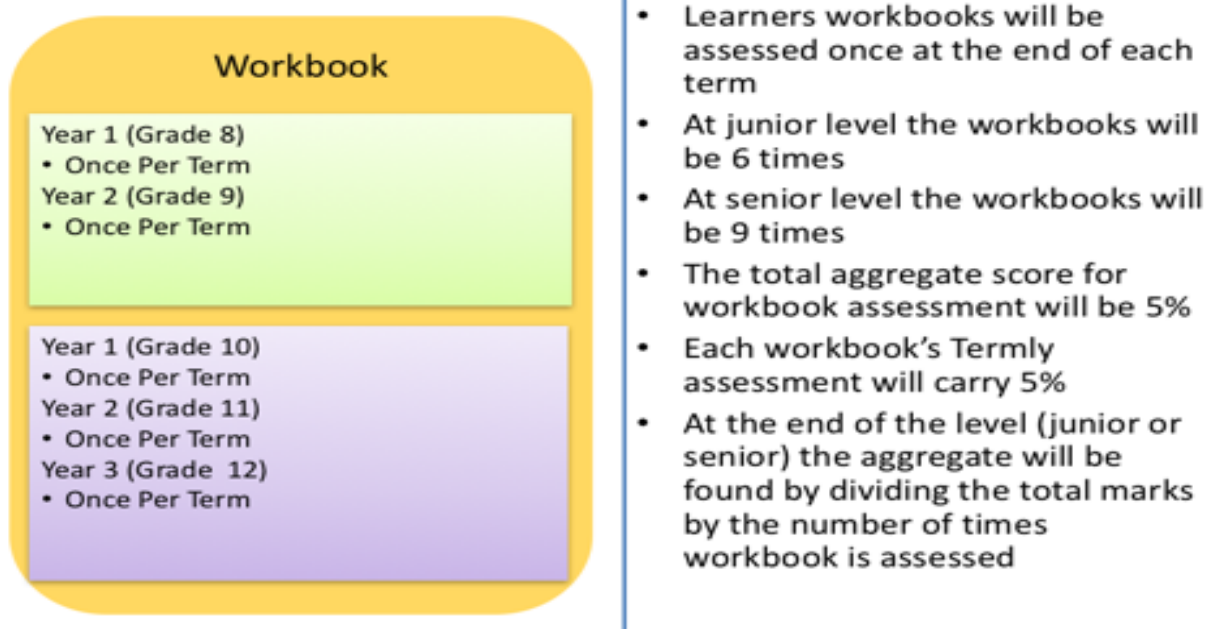 Workbook
Year 1 (Grade 8)
• Once Per Term
Year 2 (Grade 9)
• Once Per Term
Year 1 (Grade 10)
• Once Per Term
Year 2 (Grade 11)
• Once Per Term
Year 3 (Grade  12)
• Once Per Term
• Learners workbooks will be
assessed once at the end of each
term
• At junior level the workbooks will
be 6 times
• At senior level the workbooks will
be 9 times
• The total aggregate score for
workbook assessment will be 5%
• Each workbook’s Termly
assessment will carry 5%
• At the end of the level (junior or
senior) the aggregate will be
found by dividing the total marks
by the number of times
workbook is assessed